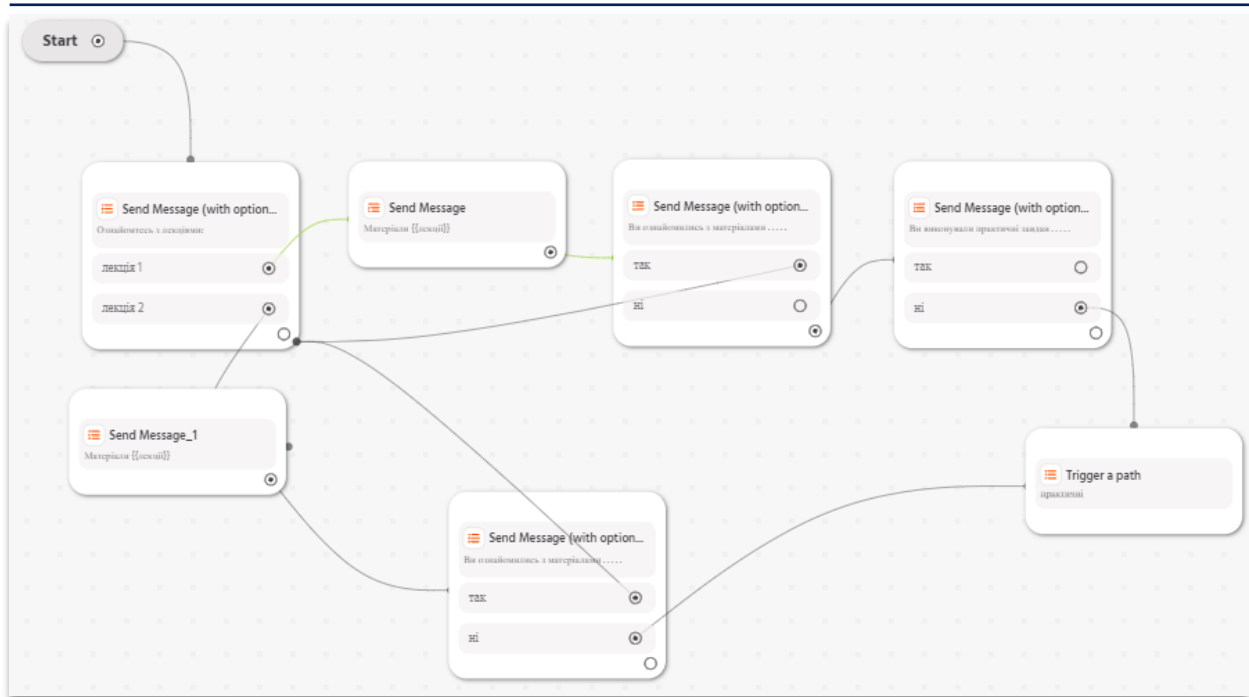 Start
Send Message (with option...
Ознайомтесь з лекціями:
лекція 1
лекція 2
Send Message
Матеріали {{лекції}}
Send Message (with option...
Ви ознайомились з матеріалами .....
так
ні
Send Message (with option...
Ви виконували практичні завдан .....
так
ні
Send Message_1
Матеріали {{лекції}}
Send Message (with option...
Ви ознайомились з матеріалами .....
так
ні
Trigger a path
практичні